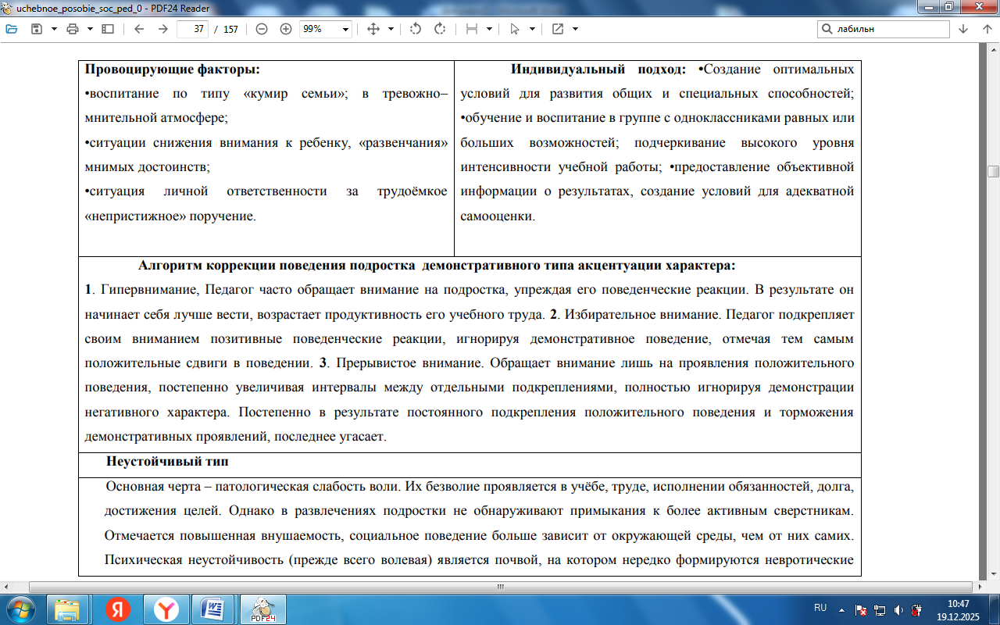 uchebnoe_posobie_soc_ped_0 - PDF24 Reader
37 / 157
99%
лабильн
Провоцирующие факторы:
•воспитание по типу «кумир семьи»; в тревожно–
мнительной атмосфере;
•ситуации снижения внимания к ребенку, «развенчания»
мнимых достоинств;
•ситуация личной ответственности за трудоёмкое
«непристижное» поручение.
Индивидуальный подход: •Создание оптимальных
условий для развития общих и специальных способностей;
•обучение и воспитание в группе с одноклассниками равных или
больших возможностей; подчеркивание высокого уровня
интенсивности учебной работы; •предоставление объективной
информации о результатах, создание условий для адекватной
самооценки.
Алгоритм коррекции поведения подростка демонстративного типа акцентуации характера:
1. Гипервнимание, Педагог часто обращает внимание на подростка, упреждая его поведенческие реакции. В результате он
начинает себя лучше вести, возрастает продуктивность его учебного труда. 2. Избирательное внимание. Педагог подкрепляет
своим вниманием позитивные поведенческие реакции, игнорируя демонстративное поведение, отмечая тем самым
положительные сдвиги в поведении. 3. Прерывистое внимание. Обращает внимание лишь на проявления положительного
поведения, постепенно увеличивая интервалы между отдельными подкреплениями, полностью игнорируя демонстрации
негативного характера. Постепенно в результате постоянного подкрепления положительного поведения и торможения
демонстративных проявлений, последнее угасает.
Неустойчивый тип
Основная черта – патологическая слабость воли. Их безволие проявляется в учёбе, труде, исполнении обязанностей, долга,
достижения целей. Однако в развлечениях подростки не обнаруживают примыкания к более активным сверстникам.
Отмечается повышенная внушаемость, социальное поведение больше зависит от окружающей среды, чем от них самих.
Психическая неустойчивость (прежде всего волевая) является почвой, на котором нередко формируются невротические
Я
Y
W
PDF24
RU
10:47
19.12.2025